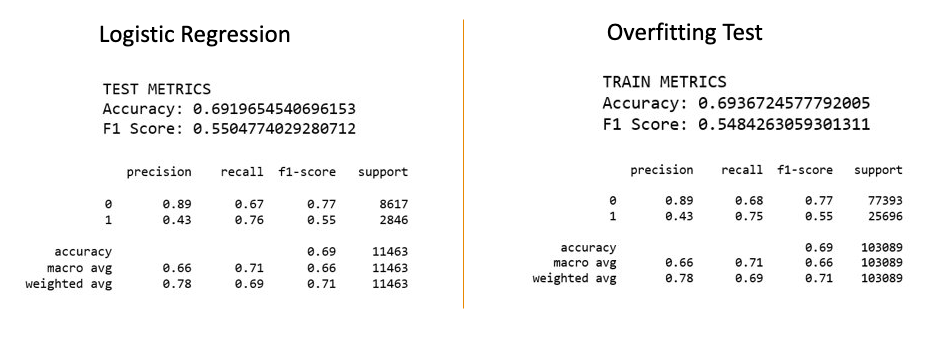 Logistic Regression
TEST METRICS
Accuracy: 0.6919654540696153
F1 Score: 0.5504774029280712
precision recall f1-score support
0 0.89 0.67 0.77 8617
1 0.43 0.76 0.55 2846
accuracy 0.69 11463
macro avg 0.66 0.71 0.66 11463
weighted avg 0.78 0.69 0.71 11463
Overfitting Test
TRAIN METRICS
Accuracy: 0.6936724577792005
F1 Score: 0.5484263059301311
precision recall f1-score support
0 0.89 0.68 0.77 77393
1 0.43 0.75 0.55 25696
accuracy 0.69 103089
macro avg 0.66 0.71 0.66 103089
weighted avg 0.78 0.69 0.71 103089